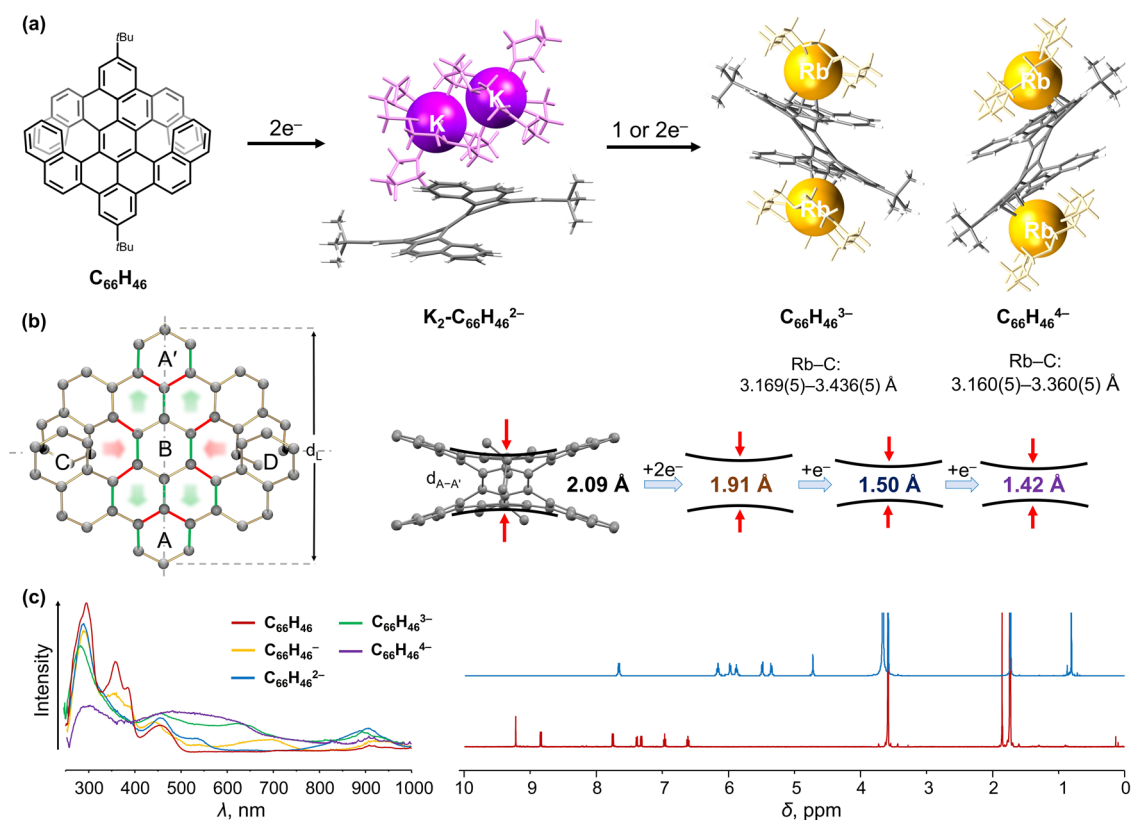 (a)
tBu
tBu
C₆₆H₄₆
2e⁻
K
K
K₂-C₆₆H₄₆²⁻
1 or 2e⁻
Rb
Rb
C₆₆H₄₆³⁻
Rb–C:
3.169(5)–3.436(5) Å
Rb
Rb
C₆₆H₄₆⁴⁻
Rb–C:
3.160(5)–3.360(5) Å
(b)
A′
B
C
D
A
d_L
d_A–A′
2.09 Å
+2e⁻
1.91 Å
+e⁻
1.50 Å
+e⁻
1.42 Å
(c)
Intensity
C₆₆H₄₆
C₆₆H₄₆⁻
C₆₆H₄₆²⁻
C₆₆H₄₆³⁻
C₆₆H₄₆⁴⁻
300 400 500 600 700 800 900 1000
λ, nm
10 9 8 7 6 5 4 3 2 1 0
δ, ppm